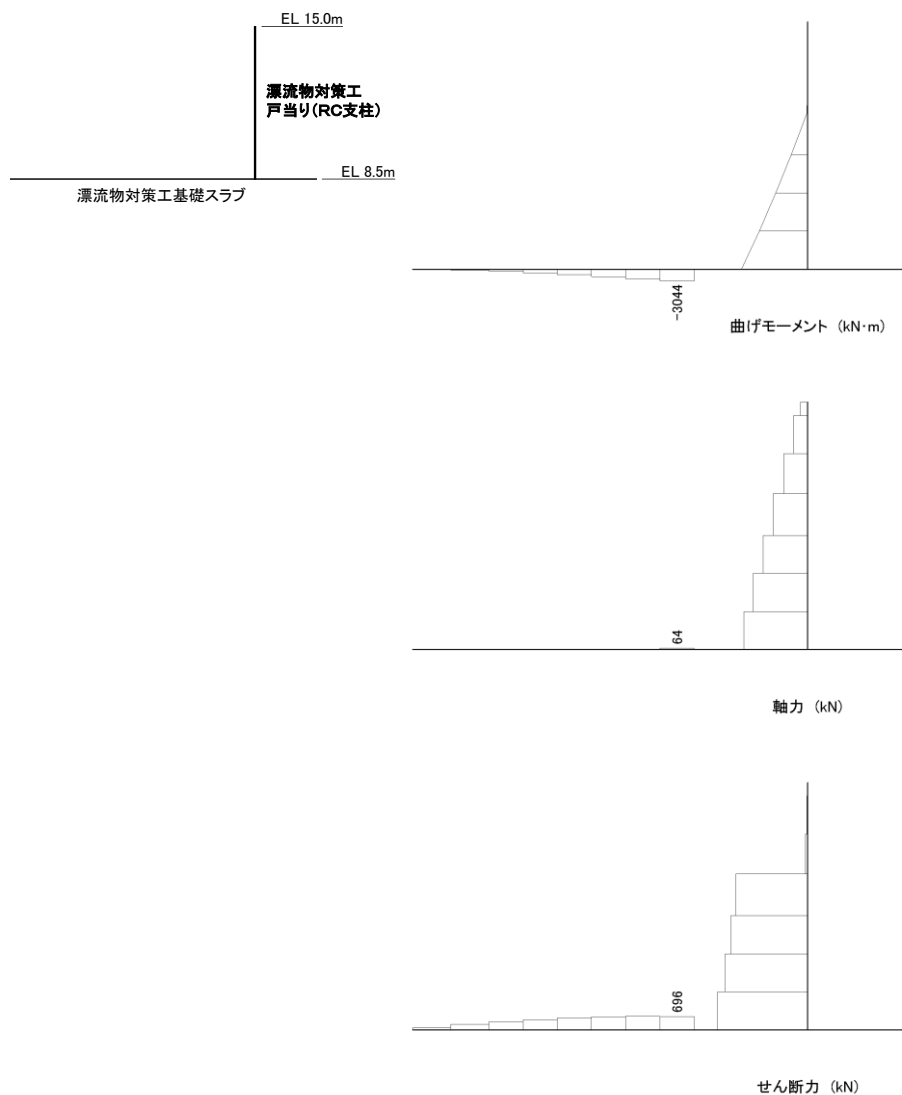 EL 15.0m
漂流物対策工
戸当り(RC支柱)
EL 8.5m
漂流物対策工基礎スラブ
-3044
曲げモーメント (kN·m)
64
軸力 (kN)
696
せん断力 (kN)